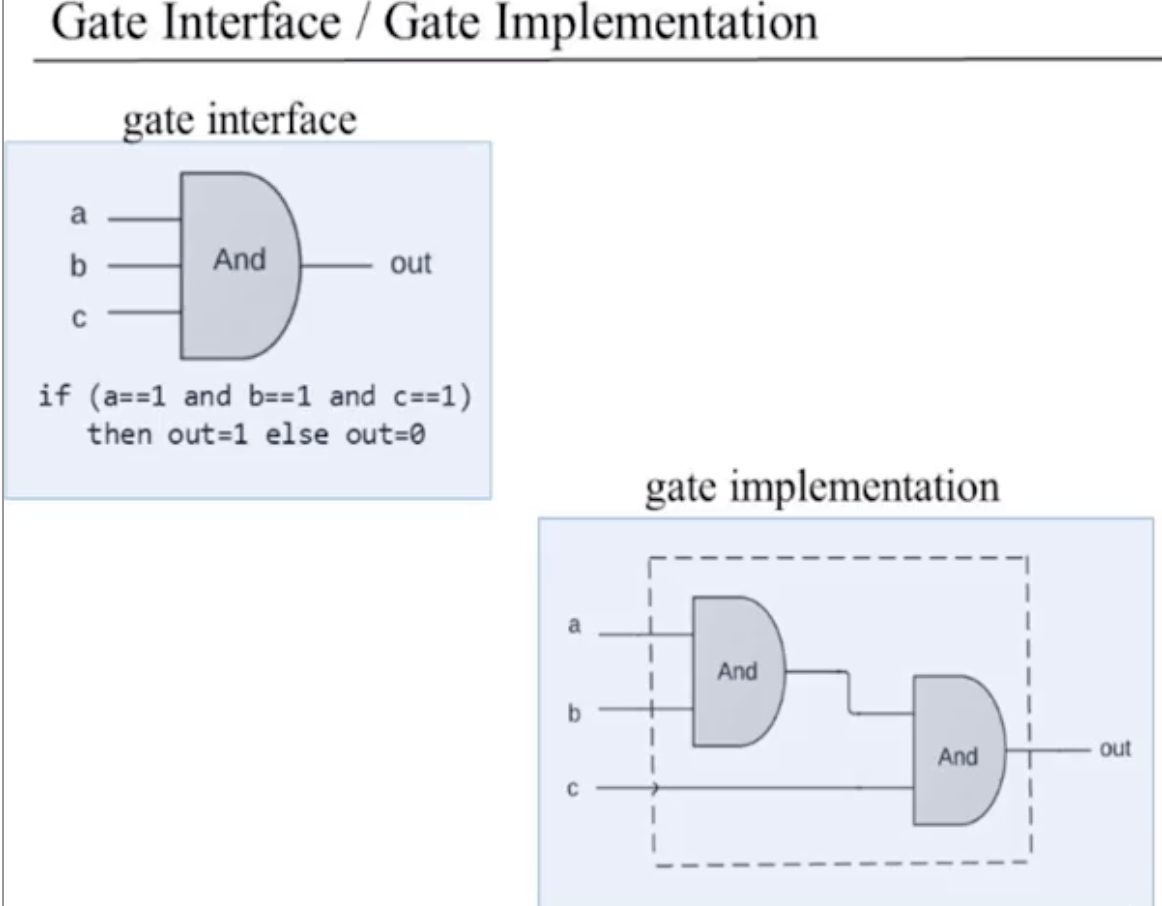 Gate Interface / Gate Implementation
gate interface
a
b
c
And
out
if (a==1 and b==1 and c==1)
then out=1 else out=0
gate implementation
a
b
c
And
And
out